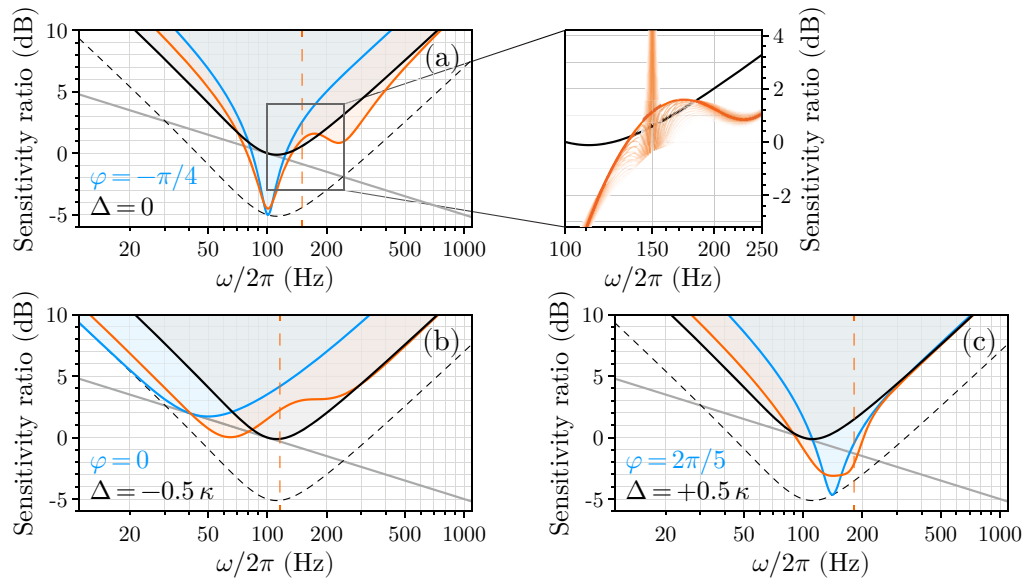 Sensitivity ratio (dB)
10
5
0
-5
(a)
φ = −π/4
Δ = 0
20 50 100 200 500 1000
ω/2π (Hz)
4
2
0
-2
Sensitivity ratio (dB)
100 150 200 250
ω/2π (Hz)
Sensitivity ratio (dB)
10
5
0
-5
(b)
φ = 0
Δ = −0.5 κ
20 50 100 200 500 1000
ω/2π (Hz)
Sensitivity ratio (dB)
10
5
0
-5
(c)
φ = 2π/5
Δ = +0.5 κ
20 50 100 200 500 1000
ω/2π (Hz)